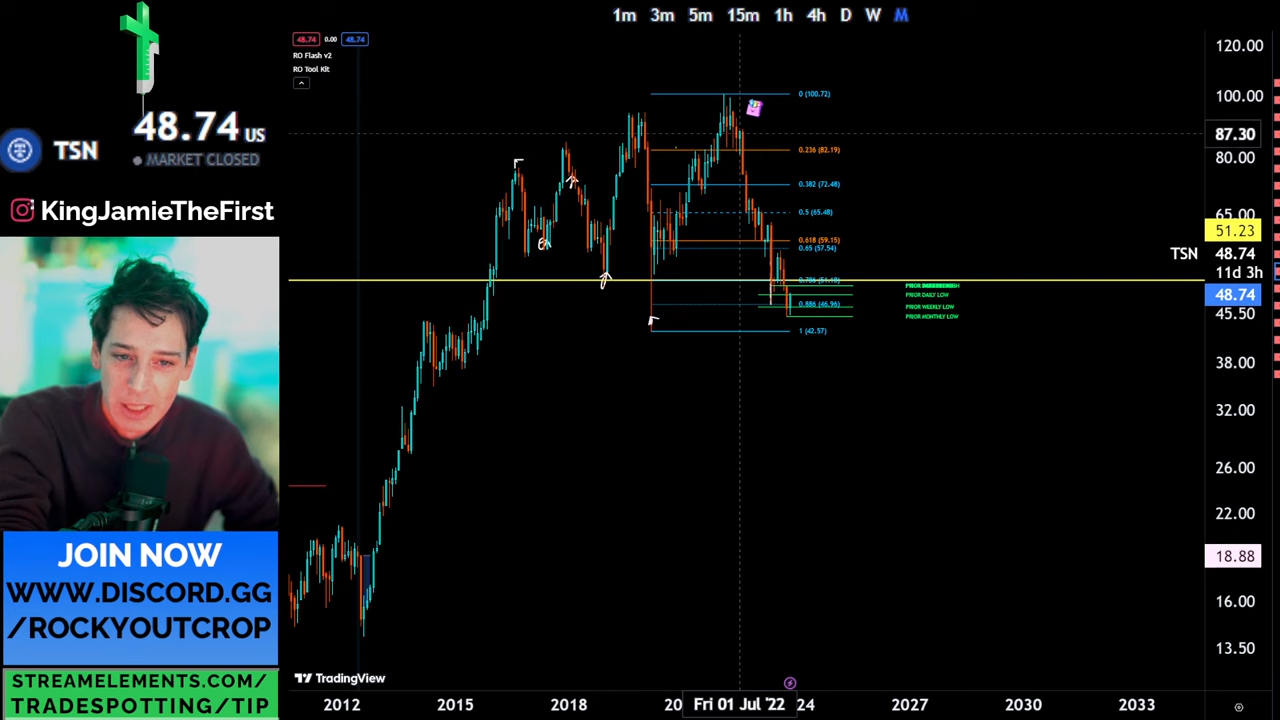 1m 3m 5m 15m 1h 4h D W M
48.74 0.00 48.74
RO Flash v2
RO Tool Kit
48.74 US
TSN
MARKET CLOSED
KingJamieTheFirst
JOIN NOW
WWW.DISCORD.GG
/ROCKYOUTCROP
STREAMELEMENTS.COM/
TRADESPOTTING/TIP
0 (100.72)
0.236 (82.19)
0.382 (72.48)
0.5 (65.48)
0.618 (59.15)
0.65 (57.54)
0.886 (46.96)
1 (42.57)
PRIOR DAILY LOW
PRIOR WEEKLY LOW
PRIOR MONTHLY LOW
120.00
100.00
87.30
80.00
65.00
51.23
TSN 48.74
11d 3h
48.74
45.50
38.00
32.00
26.00
22.00
18.88
16.00
13.50
TradingView
2012 2015 2018 20 Fri 01 Jul '22 24 2027 2030 2033